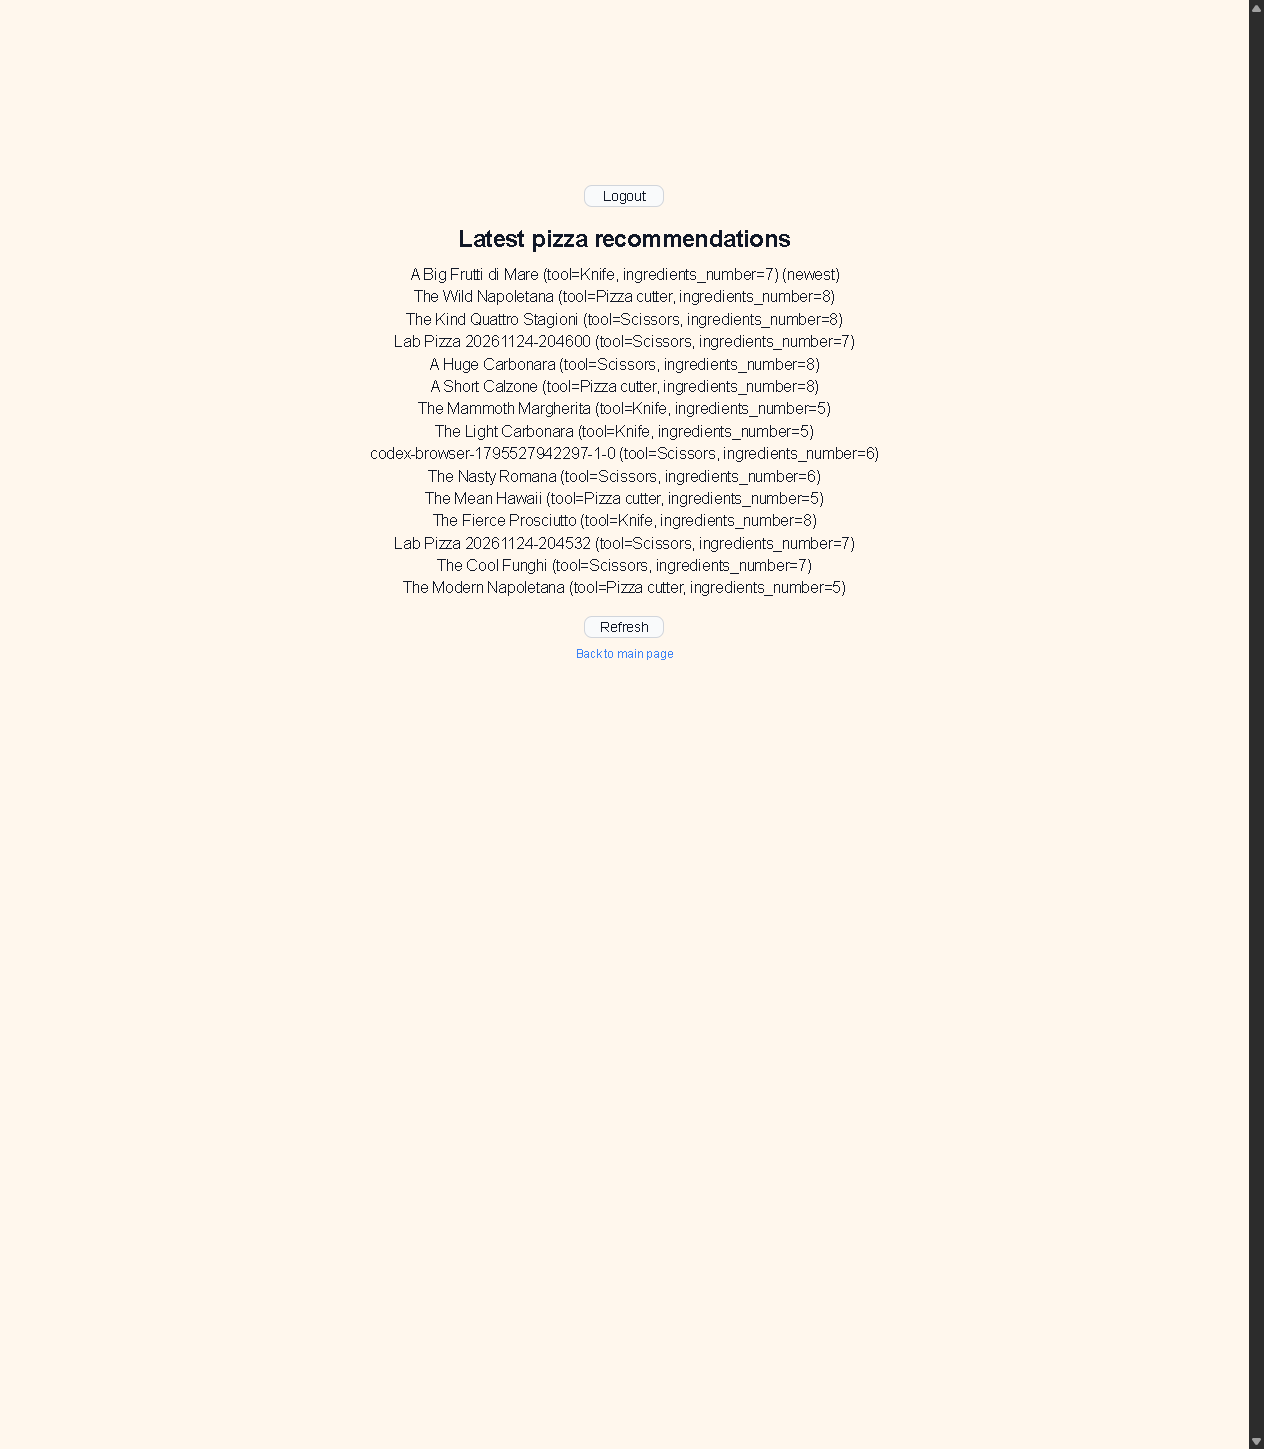 Logout
Latest pizza recommendations
A Big Frutti di Mare (tool=Knife, ingredients_number=7) (newest)
The Wild Napoletana (tool=Pizza cutter, ingredients_number=8)
The Kind Quattro Stagioni (tool=Scissors, ingredients_number=8)
Lab Pizza 20261124-204600 (tool=Scissors, ingredients_number=7)
A Huge Carbonara (tool=Scissors, ingredients_number=8)
A Short Calzone (tool=Pizza cutter, ingredients_number=8)
The Mammoth Margherita (tool=Knife, ingredients_number=5)
The Light Carbonara (tool=Knife, ingredients_number=5)
codex-browser-1795527942297-1-0 (tool=Scissors, ingredients_number=6)
The Nasty Romana (tool=Scissors, ingredients_number=6)
The Mean Hawaii (tool=Pizza cutter, ingredients_number=5)
The Fierce Prosciutto (tool=Knife, ingredients_number=8)
Lab Pizza 20261124-204532 (tool=Scissors, ingredients_number=7)
The Cool Funghi (tool=Scissors, ingredients_number=7)
The Modern Napoletana (tool=Pizza cutter, ingredients_number=5)
Refresh
Back to main page